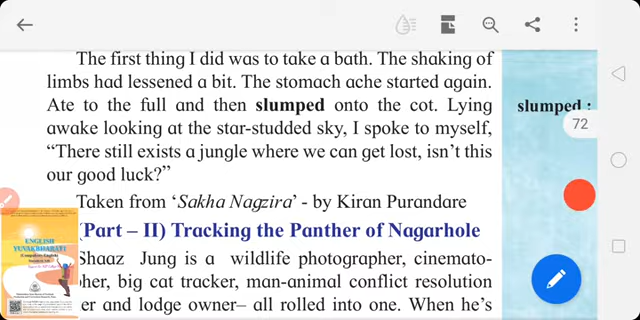 The first thing I did was to take a bath. The shaking of
limbs had lessened a bit. The stomach ache started again.
Ate to the full and then slumped onto the cot. Lying
awake looking at the star-studded sky, I spoke to myself,
“There still exists a jungle where we can get lost, isn’t this
our good luck?”
Taken from ‘Sakha Nagzira’ - by Kiran Purandare
(Part – II) Tracking the Panther of Nagarhole
Shaaz Jung is a wildlife photographer, cinemato-
her, big cat tracker, man-animal conflict resolution
er and lodge owner– all rolled into one. When he’s
slumped :
72
ENGLISH
YUVAKBHARATI